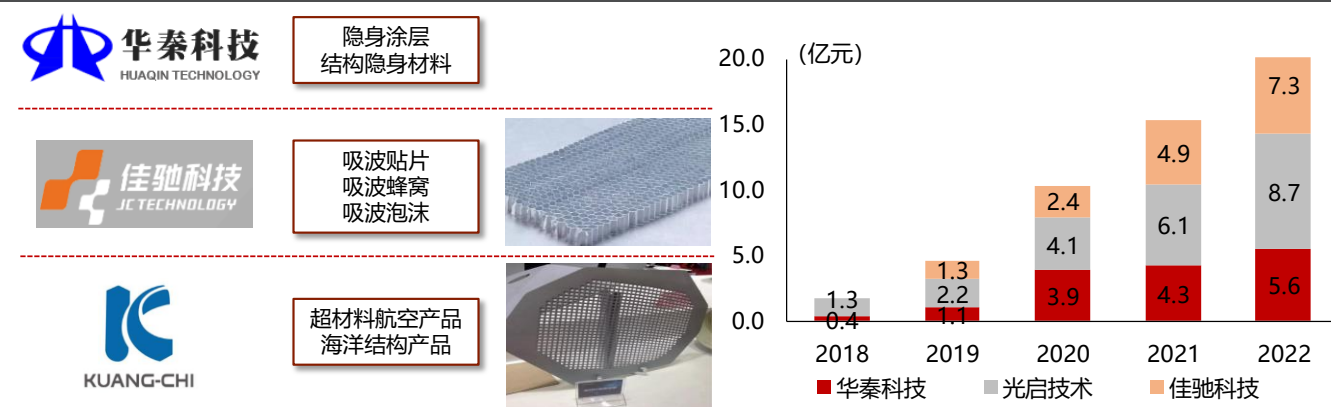 华秦科技
HUAQIN TECHNOLOGY
隐身涂层
结构隐身材料
佳驰科技
JC TECHNOLOGY
吸波贴片
吸波蜂窝
吸波泡沫
KUANG-CHI
超材料航空产品
海洋结构产品
(亿元)
20.0
15.0
10.0
5.0
0.0
1.3
0.4
1.3
2.2
1.1
2.4
4.1
3.9
4.9
6.1
4.3
7.3
8.7
5.6
2018 2019 2020 2021 2022
华秦科技 光启技术 佳驰科技